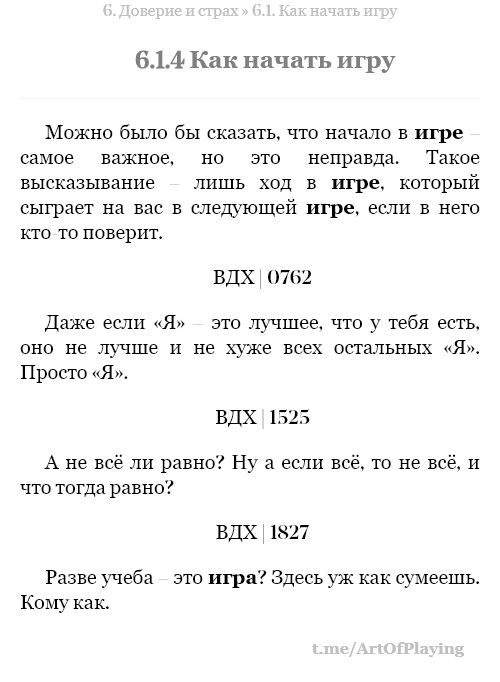 6. Доверие и страх » 6.1. Как начать игру
6.1.4 Как начать игру
Можно было бы сказать, что начало в игре –
самое важное, но это неправда. Такое
высказывание – лишь ход в игре, который
сыграет на вас в следующей игре, если в него
кто-то поверит.
ВДХ | 0762
Даже если «Я» – это лучшее, что у тебя есть,
оно не лучше и не хуже всех остальных «Я».
Просто «Я».
ВДХ | 1525
А не всё ли равно? Ну а если всё, то не всё, и
что тогда равно?
ВДХ | 1827
Разве учеба – это игра? Здесь уж как сумеешь.
Кому как.
t.me/ArtOfPlaying